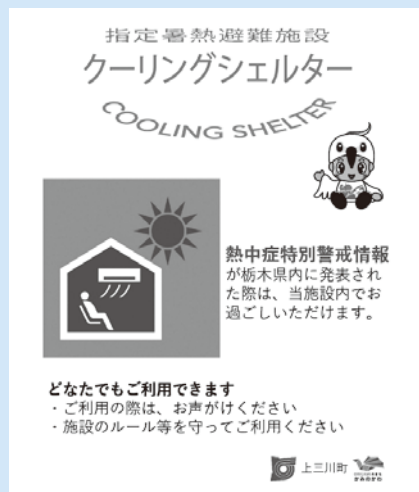 指定暑熱避難施設
クーリングシェルター
COOLING SHELTER
熱中症特別警戒情報
が栃木県内に発表され
た際は、当施設内でお
過ごしいただけます。
どなたでもご利用できます
・ご利用の際は、お声がけください
・施設のルール等を守ってご利用ください
上三川町
かみのかわ